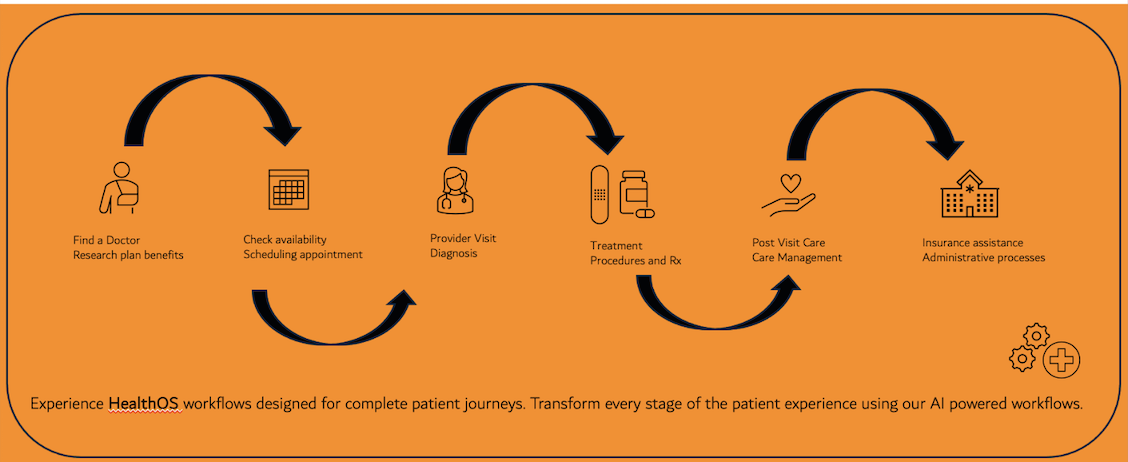 Find a Doctor
Research plan benefits
Check availability
Scheduling appointment
Provider Visit
Diagnosis
Treatment
Procedures and Rx
Post Visit Care
Care Management
Insurance assistance
Administrative processes
Experience HealthOS workflows designed for complete patient journeys. Transform every stage of the patient experience using our AI powered workflows.